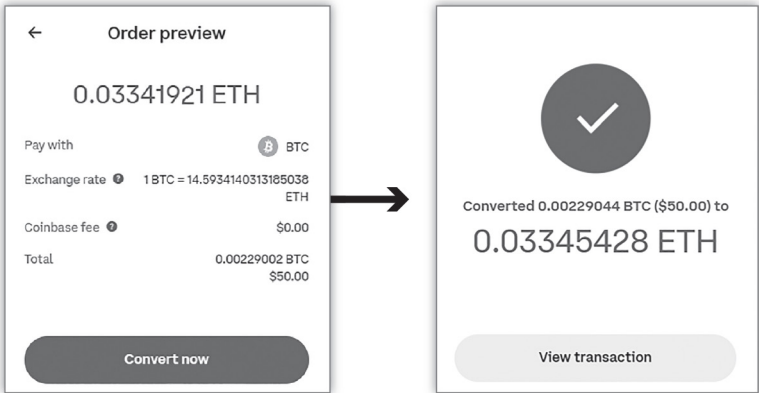 Order preview
0.03341921 ETH
Pay with BTC
Exchange rate 1 BTC = 14.5934140313185038
ETH
Coinbase fee $0.00
Total 0.00229002 BTC
$50.00
Convert now
Converted 0.00229044 BTC ($50.00) to
0.03345428 ETH
View transaction